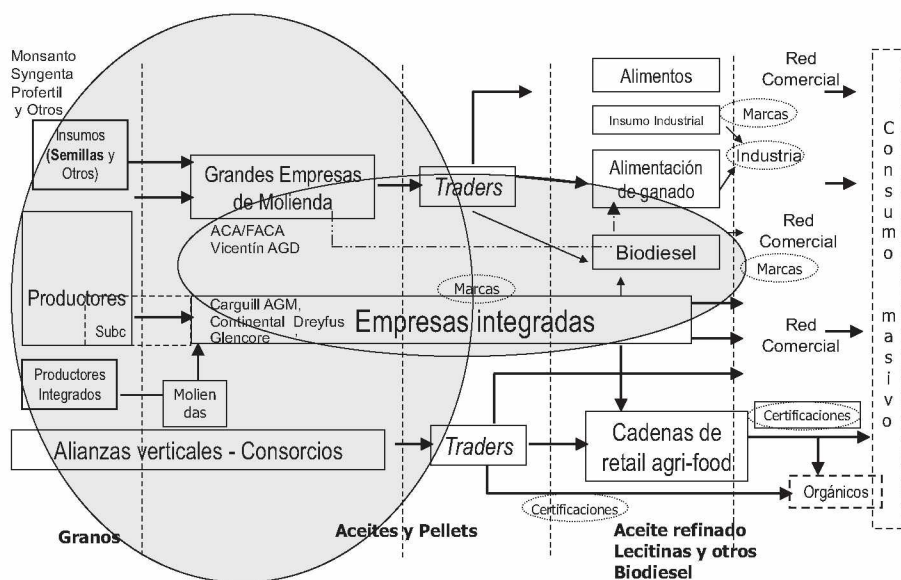 Monsanto
Syngenta
Profertil
y Otros
Insumos
(Semillas y
Otros)
Grandes Empresas
de Molienda
ACA/FACA
Vicentín AGD
Traders
Alimentos
Insumo Industrial
Alimentación
de ganado
Biodiesel
Marcas
Industria
Red
Comercial
Red
Comercial
Marcas
Consumo masivo
Productores
Subc
Marcas
Carguill AGM,
Continental Dreyfus
Glencore
Empresas integradas
Red
Comercial
Productores
Integrados
Molien
das
Alianzas verticales - Consorcios
Traders
Cadenas de
retail agri-food
Certificaciones
Orgánicos
Certificaciones
Granos
Aceites y Pellets
Aceite refinado
Lecitinas y otros
Biodiesel